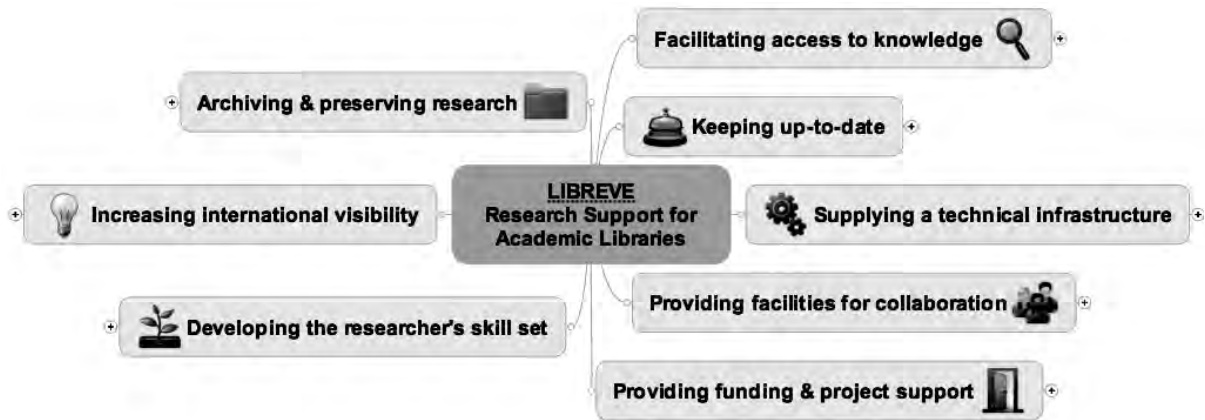 Facilitating access to knowledge
Archiving & preserving research
Keeping up-to-date
LIBREVE
Research Support for
Academic Libraries
Increasing international visibility
Supplying a technical infrastructure
Providing facilities for collaboration
Developing the researcher's skill set
Providing funding & project support